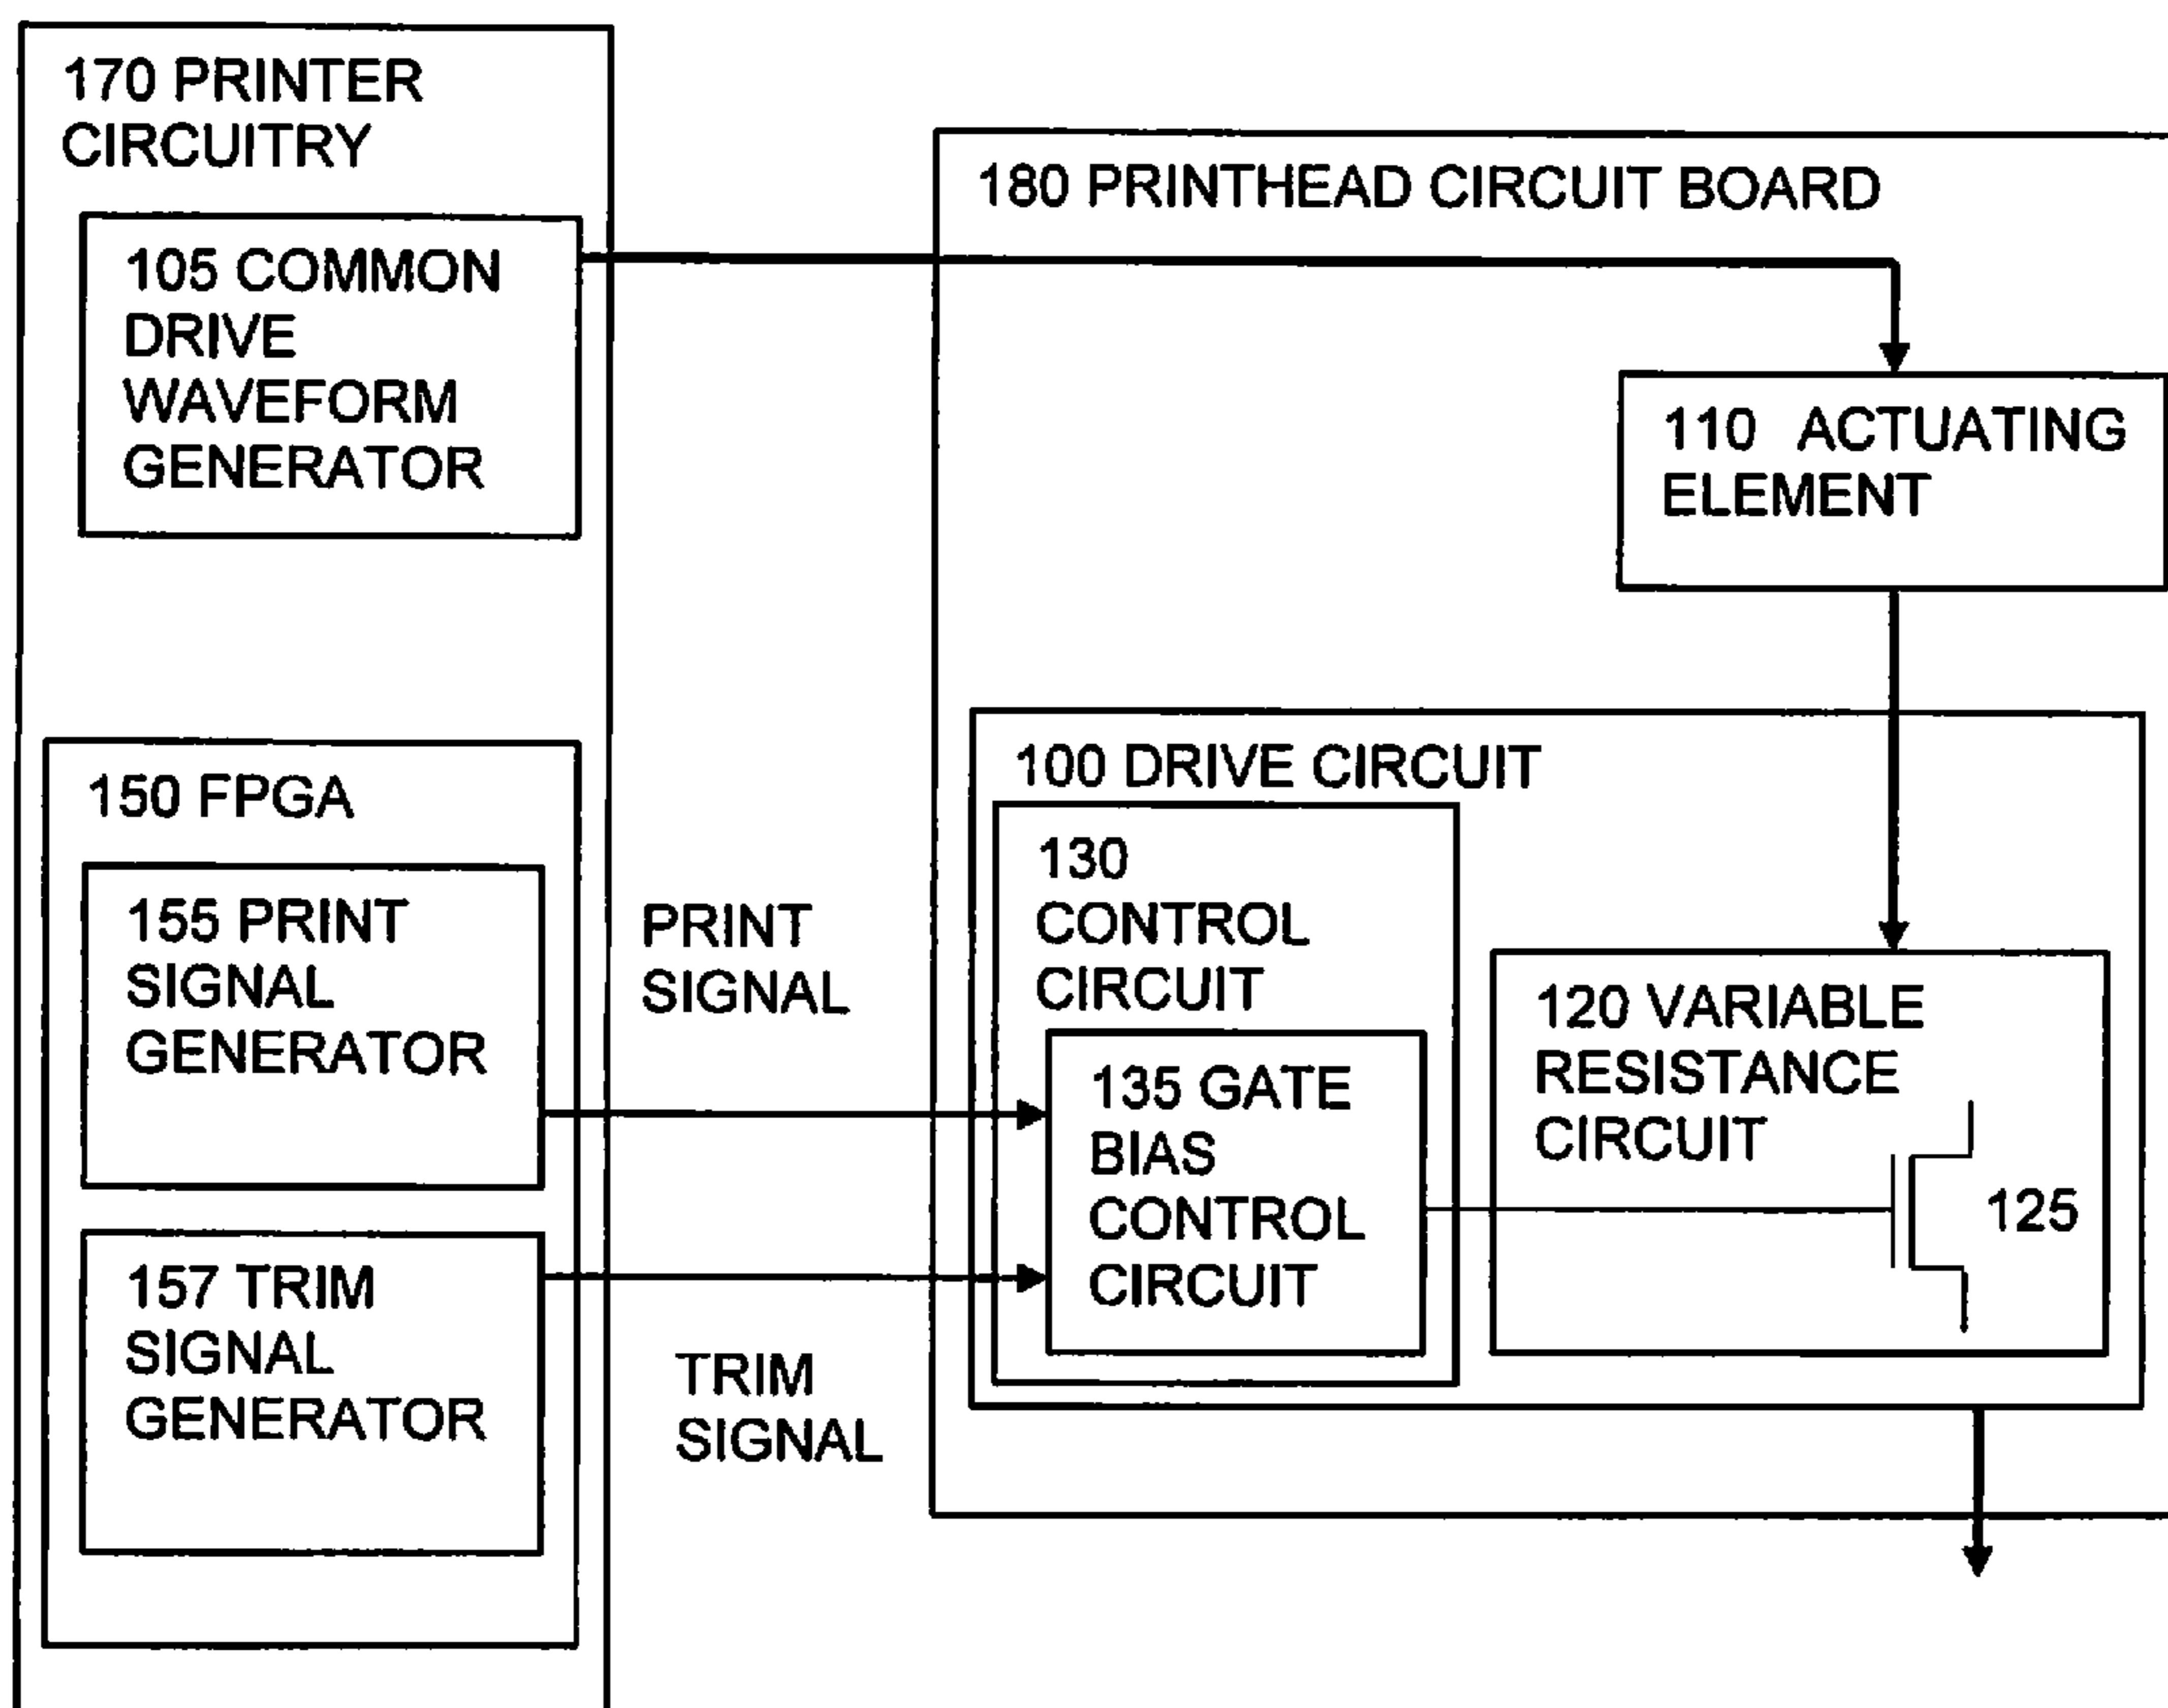 170 PRINTER
CIRCUITRY
105 COMMON
DRIVE
WAVEFORM
GENERATOR
180 PRINTHEAD CIRCUIT BOARD
110 ACTUATING
ELEMENT
150 FPGA
155 PRINT
SIGNAL
GENERATOR
157 TRIM
SIGNAL
GENERATOR
PRINT
SIGNAL
TRIM
SIGNAL
100 DRIVE CIRCUIT
130
CONTROL
CIRCUIT
135 GATE
BIAS
CONTROL
CIRCUIT
120 VARIABLE
RESISTANCE
CIRCUIT
125